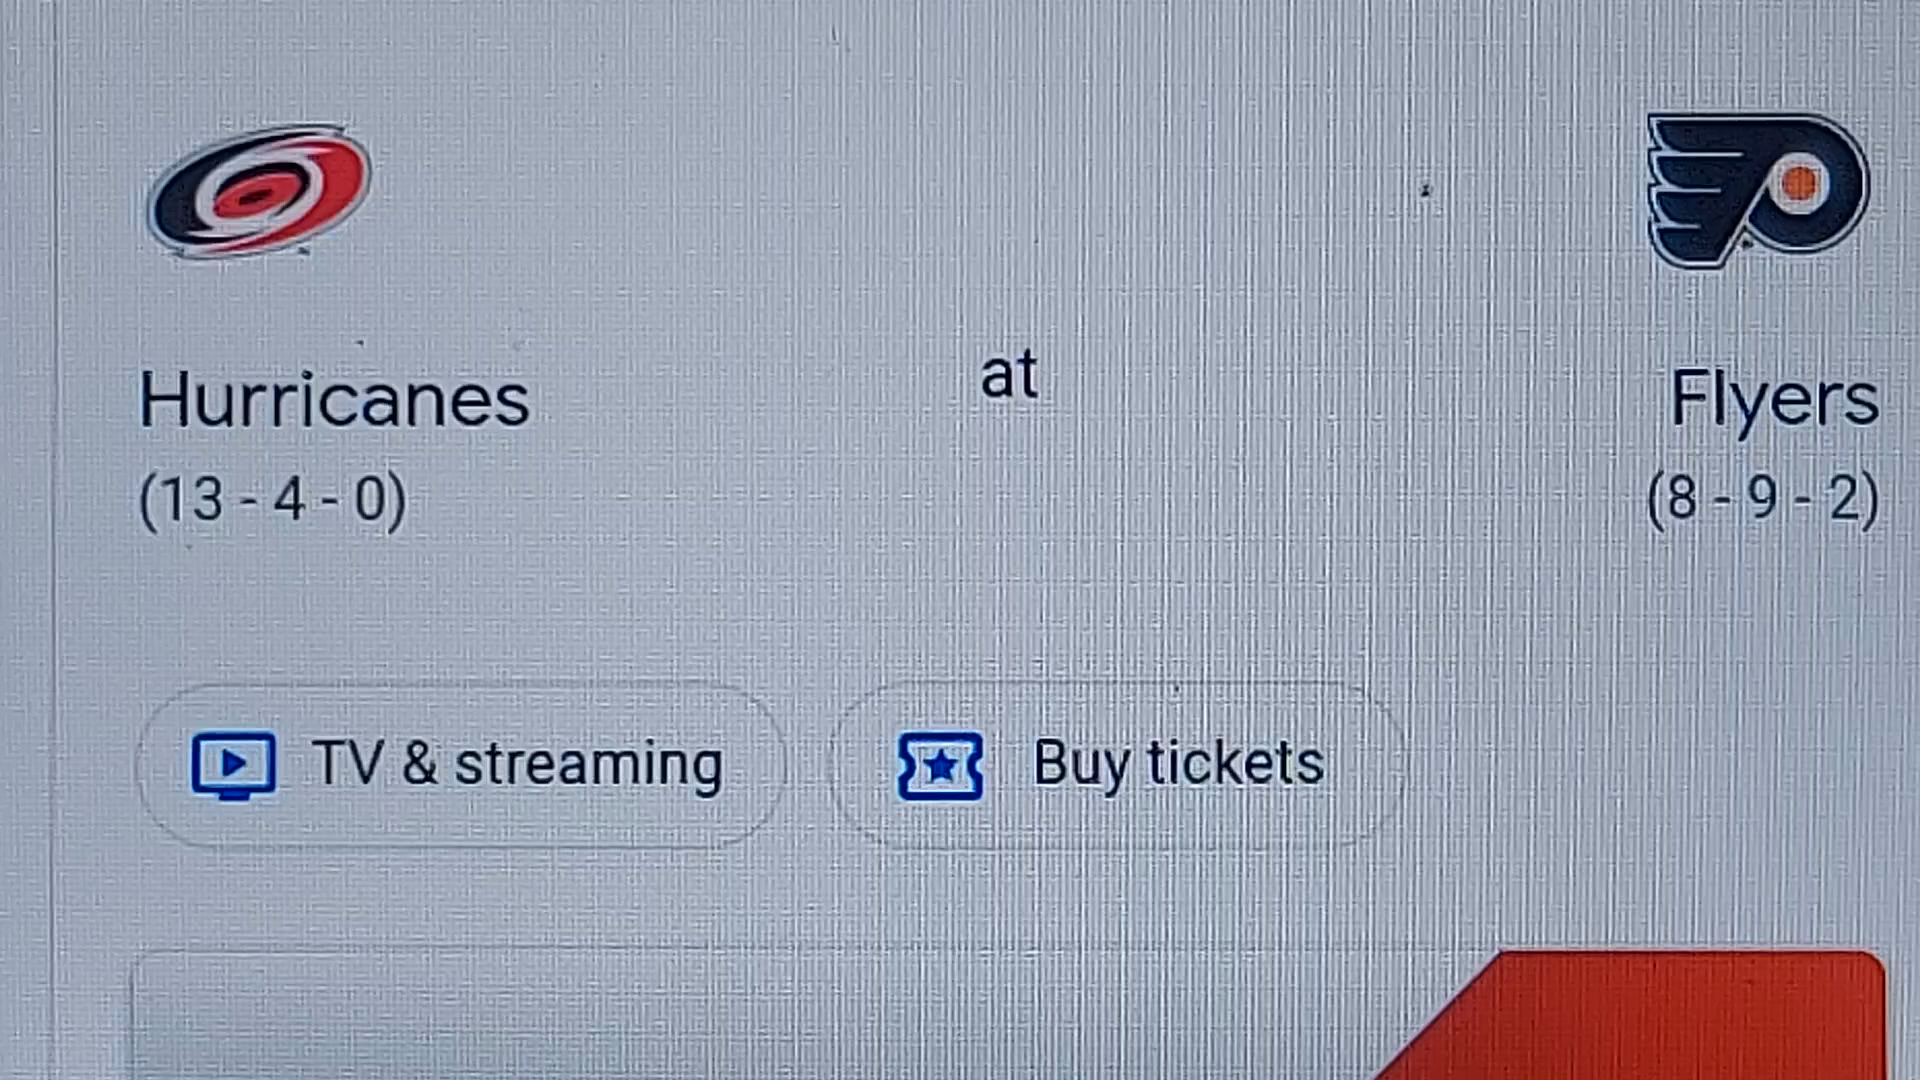 Hurricanes
at
Flyers
(13 - 4 - 0)
(8 - 9 - 2)
TV & streaming
Buy tickets